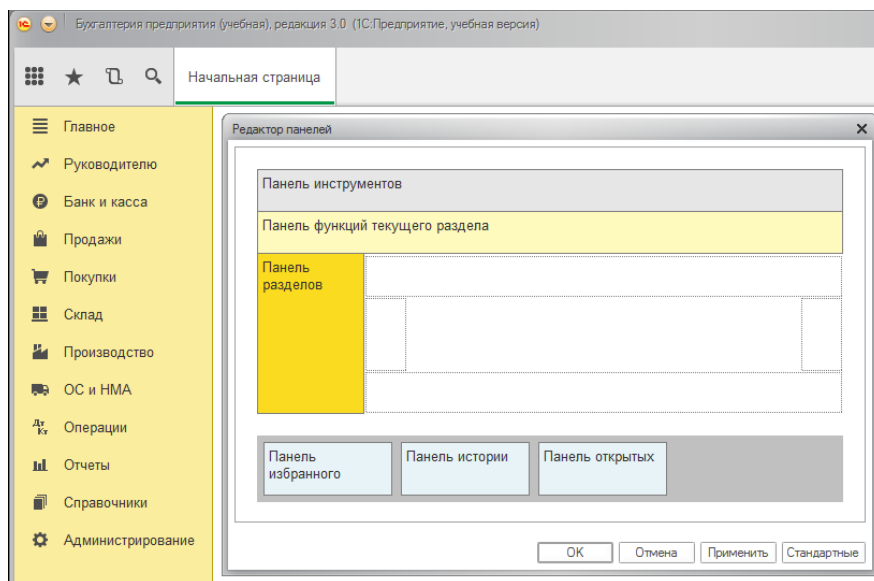 Бухгалтерия предприятия (учебная), редакция 3.0 (1С:Предприятие, учебная версия)
Начальная страница
Главное
Руководителю
Банк и касса
Продажи
Покупки
Склад
Производство
ОС и НМА
Операции
Отчеты
Справочники
Администрирование
Редактор панелей
Панель инструментов
Панель функций текущего раздела
Панель
разделов
Панель
избранного
Панель истории
Панель открытых
OK
Отмена
Применить
Стандартные